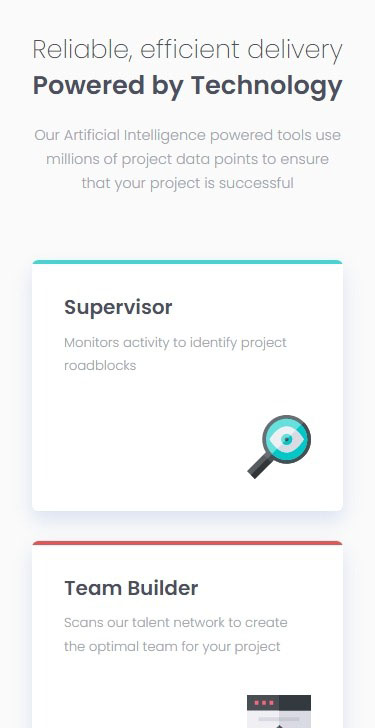 Reliable, efficient delivery
Powered by Technology
Our Artificial Intelligence powered tools use
millions of project data points to ensure
that your project is successful
Supervisor
Monitors activity to identify project
roadblocks
Team Builder
Scans our talent network to create
the optimal team for your project